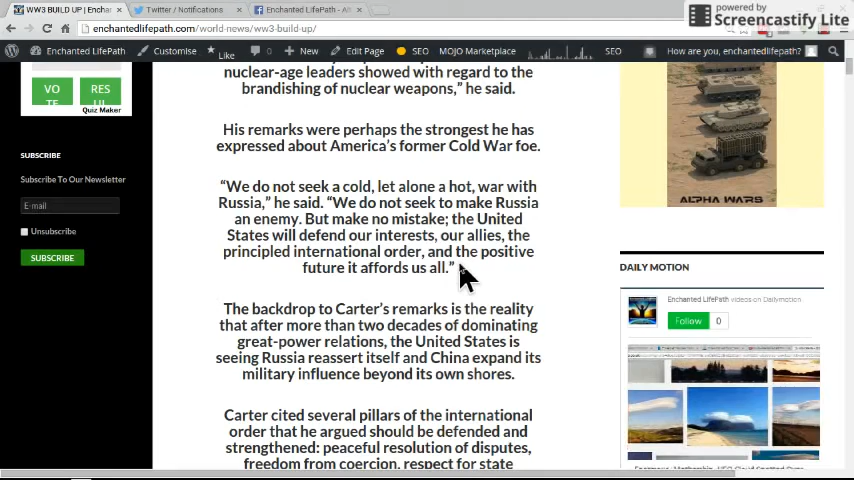 WW3 BUILD UP | Enchan
Twitter / Notifications
Facebook
powered by
Screencastify Lite
enchantedlifepath.com/world-news/ww3-build-up/
Enchanted LifePath
Customise
Like
0
New
Edit Page
SEO
MOJO Marketplace
SEO
How are you, enchantedlifepath?
VO
TE
RES
UL
Quiz Maker
SUBSCRIBE
Subscribe To Our Newsletter
E-mail
Unsubscribe
SUBSCRIBE
nuclear-age leaders showed with regard to the
brandishing of nuclear weapons,” he said.
His remarks were perhaps the strongest he has
expressed about America’s former Cold War foe.
“We do not seek a cold, let alone a hot, war with
Russia,” he said. “We do not seek to make Russia
an enemy. But make no mistake; the United
States will defend our interests, our allies, the
principled international order, and the positive
future it affords us all.”
The backdrop to Carter’s remarks is the reality
that after more than two decades of dominating
great-power relations, the United States is
seeing Russia reassert itself and China expand its
military influence beyond its own shores.
Carter cited several pillars of the international
order that he argued should be defended and
strengthened: peaceful resolution of disputes,
freedom from coercion, respect for state
ALPHA WARS
DAILY MOTION
Enchanted LifePath videos on Dailymotion
Follow
0